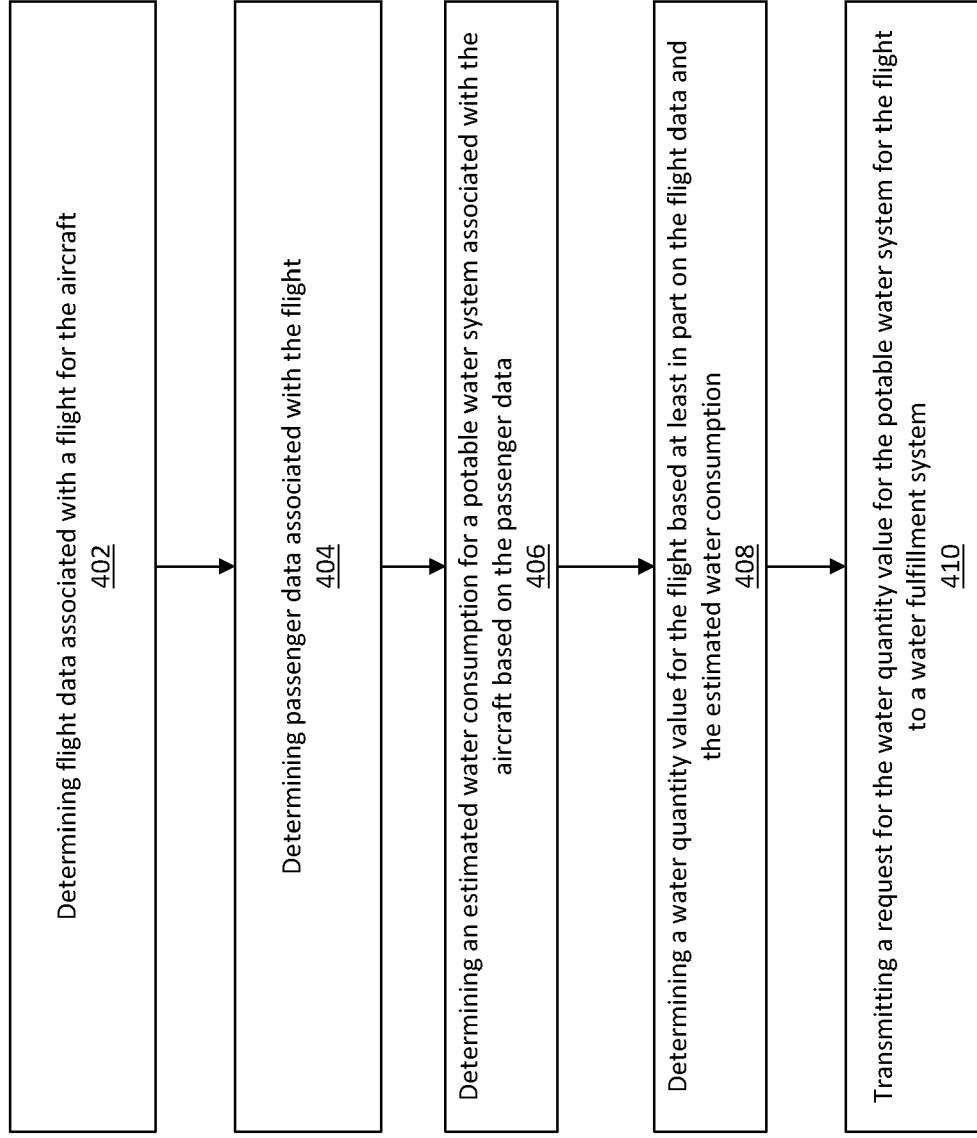 Determining flight data associated with a flight for the aircraft
402
Determining passenger data associated with the flight
404
Determining an estimated water consumption for a potable water system associated with the
aircraft based on the passenger data
406
Determining a water quantity value for the flight based at least in part on the flight data and
the estimated water consumption
408
Transmitting a request for the water quantity value for the potable water system for the flight
to a water fulfillment system
410